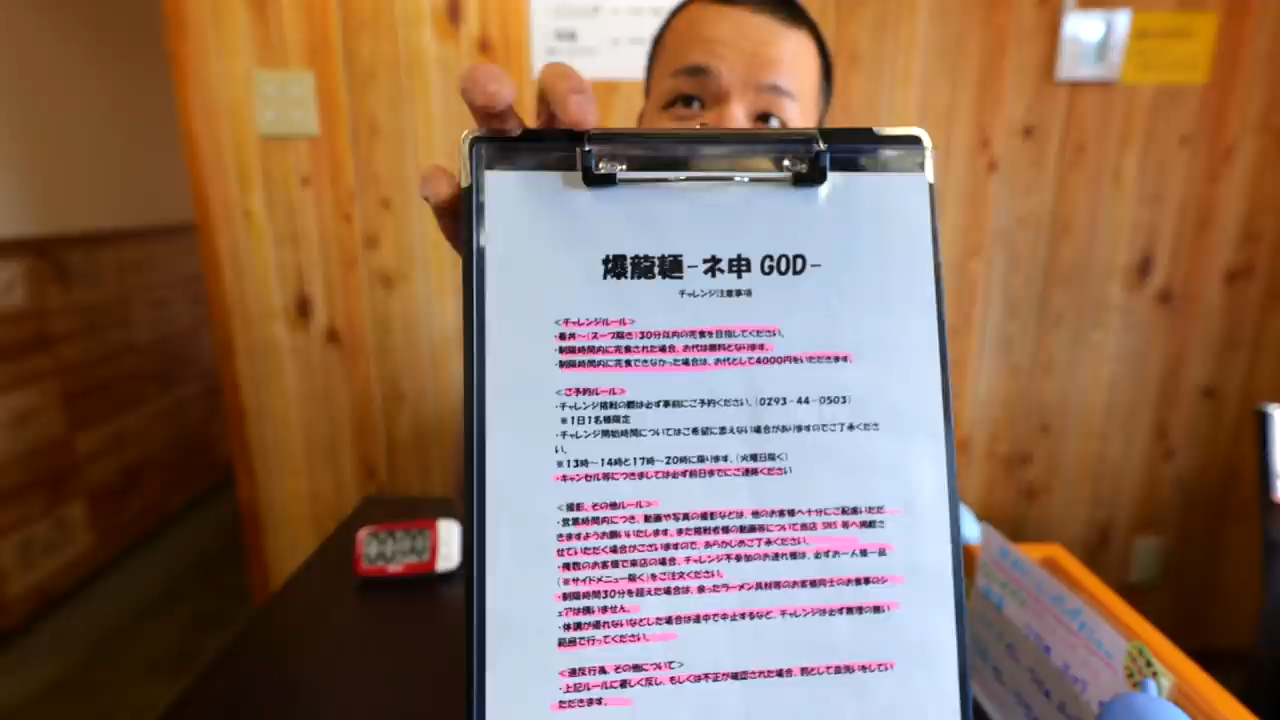 爆龍麺-ネ申 GOD-
チャレンジ注意事項
<チャレンジルール>
・着丼~(スープ除き)30分以内の完食を目指してください。
・制限時間内に完食された場合、お代は無料となります。
・制限時間内に完食できなかった場合は、お代として4000円をいただきます。
<ご予約ルール>
・チャレンジ挑戦の際は必ず事前にご予約ください。(0293-44-0503)
※1日1名様限定
・チャレンジ開始時間についてはご希望に添えない場合がありますのでご了承くださ
い。
※13時~14時と17時~20時に限ります。(火曜日除く)
・キャンセル等につきましては必ず前日までにご連絡ください
<撮影、その他ルール>
・営業時間内につき、動画や写真の撮影などは、他のお客様へ十分にご配慮いただ
きますようお願いいたします。また挑戦者様の動画等について当店 SNS 等へ掲載さ
せていただく場合がございますので、あらかじめご了承ください。
・複数のお客様で来店の場合、チャレンジ不参加のお連れ様は、必ずお一人様一品
(※サイドメニュー除く)をご注文ください。
・制限時間30分を超えた場合は、余ったラーメン具材等のお客様同士のお食事のシ
ェアは構いません。
・体調が優れないなどした場合は途中で中止するなど、チャレンジは必ず無理の無い
範囲で行ってください。
<違反行為、その他について>
・上記ルールに著しく反し、もしくは不正が確認された場合、罰として皿洗いをしてい
ただきます。